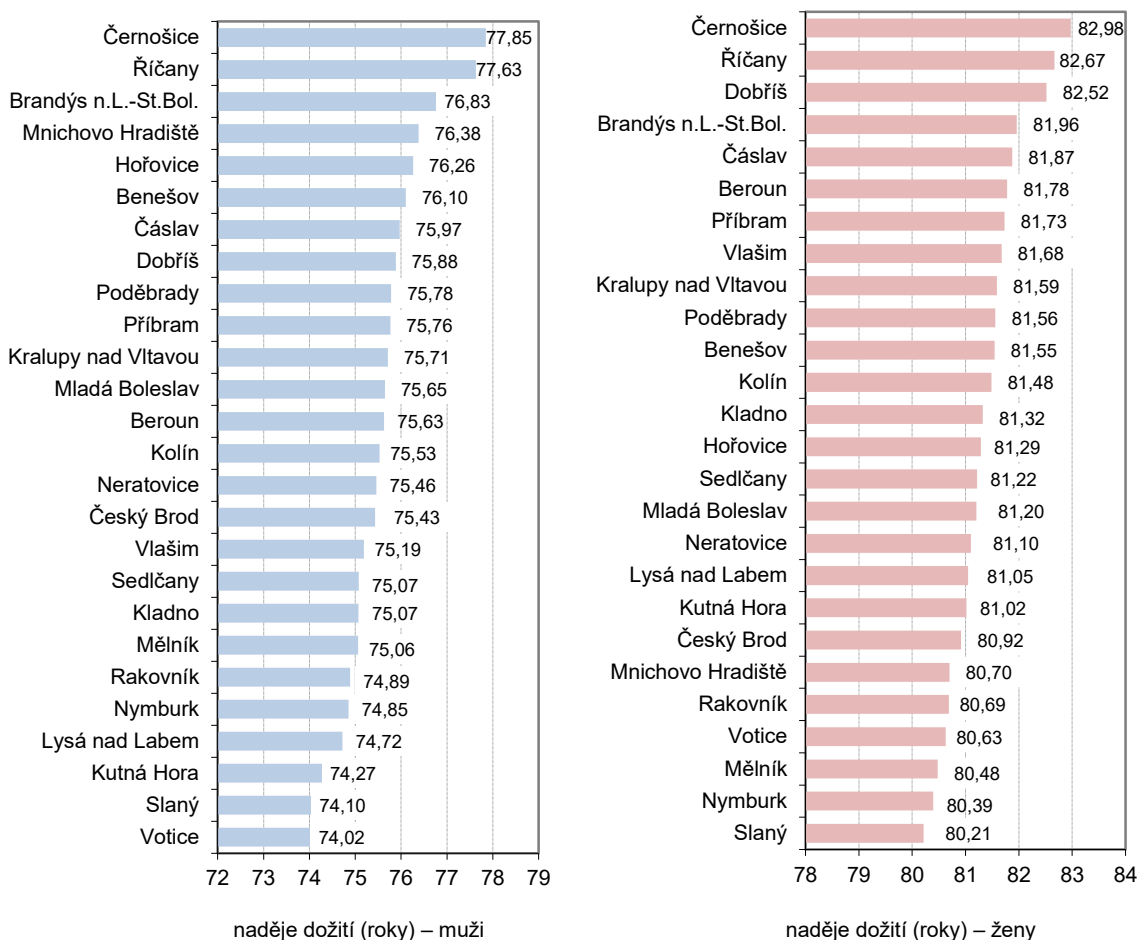 Černošice 77,85
Říčany 77,63
Brandýs n.L.-St.Bol. 76,83
Mnichovo Hradiště 76,38
Hořovice 76,26
Benešov 76,10
Čáslav 75,97
Dobříš 75,88
Poděbrady 75,78
Příbram 75,76
Kralupy nad Vltavou 75,71
Mladá Boleslav 75,65
Beroun 75,63
Kolín 75,53
Neratovice 75,46
Český Brod 75,43
Vlašim 75,19
Sedlčany 75,07
Kladno 75,07
Mělník 75,06
Rakovník 74,89
Nymburk 74,85
Lysá nad Labem 74,72
Kutná Hora 74,27
Slaný 74,10
Votice 74,02
72 73 74 75 76 77 78 79
naděje dožití (roky) – muži
Černošice 82,98
Říčany 82,67
Dobříš 82,52
Brandýs n.L.-St.Bol. 81,96
Čáslav 81,87
Beroun 81,78
Příbram 81,73
Vlašim 81,68
Kralupy nad Vltavou 81,59
Poděbrady 81,56
Benešov 81,55
Kolín 81,48
Kladno 81,32
Hořovice 81,29
Sedlčany 81,22
Mladá Boleslav 81,20
Neratovice 81,10
Lysá nad Labem 81,05
Kutná Hora 81,02
Český Brod 80,92
Mnichovo Hradiště 80,70
Rakovník 80,69
Votice 80,63
Mělník 80,48
Nymburk 80,39
Slaný 80,21
78 79 80 81 82 83 84
naděje dožití (roky) – ženy